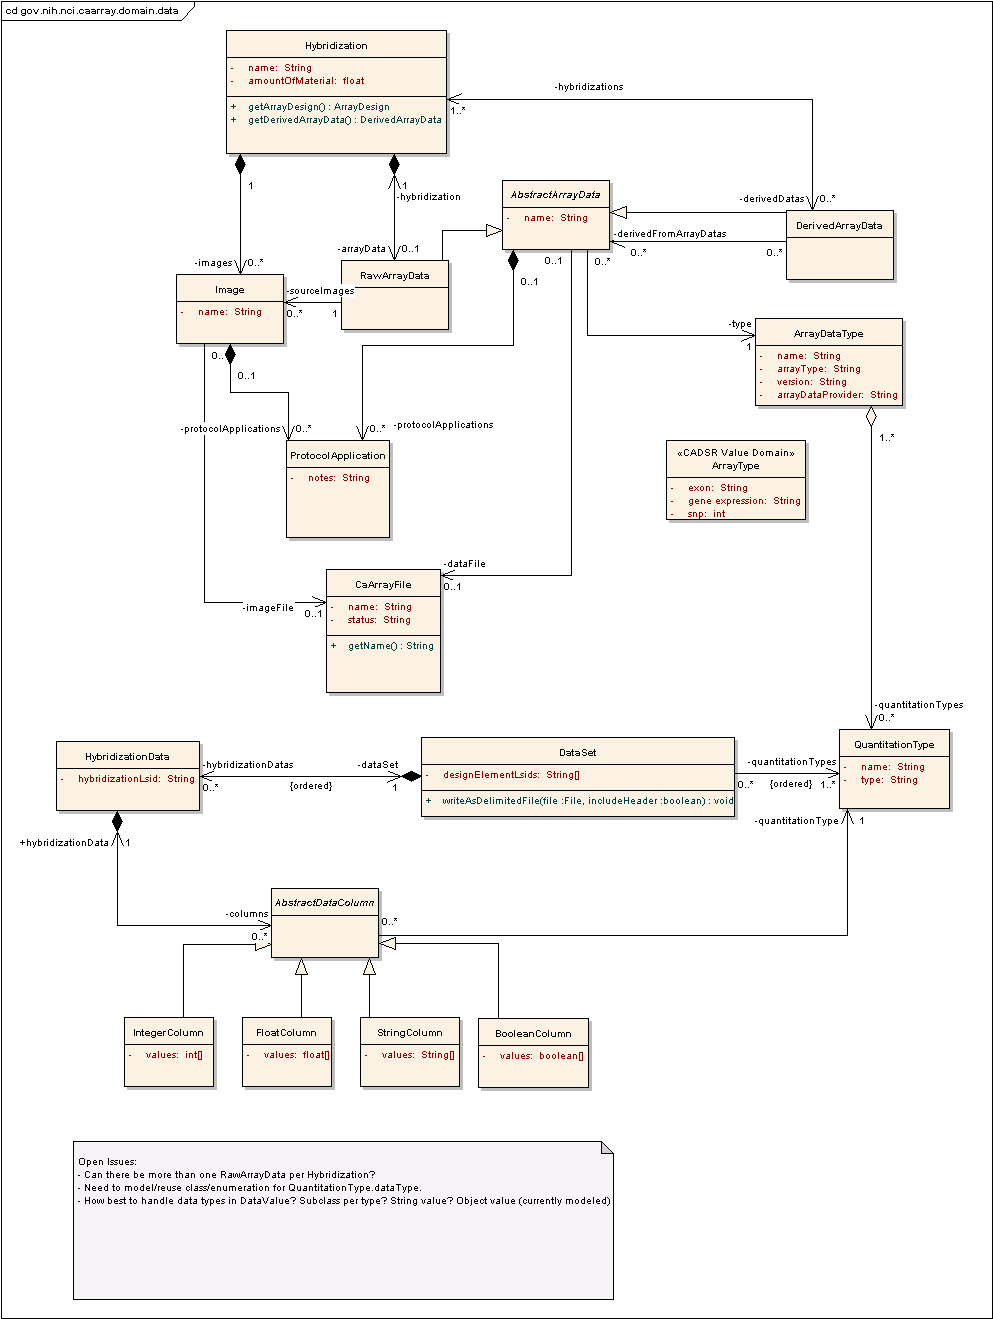 cd gov.nih.nci.caarray.domain.data
Hybridization
- name: String
- amountOfMaterial: float
+ getArrayDesign() : ArrayDesign
+ getDerivedArrayData() : DerivedArrayData
-hybridizations
1..*
1
1
-hybridization
AbstractArrayData
- name: String
-derivedDatas
0..*
DerivedArrayData
-derivedFromArrayDatas
0..*
0..*
-arrayData
0..1
-images
0..*
0..1
0..*
0..1
RawArrayData
Image
- name: String
-sourceImages
0..*
1
-type
1
ArrayDataType
- name: String
- arrayType: String
- version: String
- arrayDataProvider: String
0..
0..1
-protocolApplications
0..*
0..*
-protocolApplications
1..*
ProtocolApplication
- notes: String
«CADSR Value Domain»
ArrayType
- exon: String
- gene expression: String
- snp: int
-dataFile
0..1
CaArrayFile
- name: String
- status: String
+ getName() : String
-imageFile
0..1
-quantitationTypes
0..*
HybridizationData
- hybridizationLsid: String
-hybridizationDatas
0..*
{ordered}
-dataSet
1
DataSet
- designElementLsids: String[]
+ writeAsDelimitedFile(file :File, includeHeader :boolean) : void
-quantitationTypes
0..*
{ordered}
1..*
QuantitationType
- name: String
- type: String
-quantitationType
1
+hybridizationData
1
-columns
0..*
AbstractDataColumn
0..*
IntegerColumn
- values: int[]
FloatColumn
- values: float[]
StringColumn
- values: String[]
BooleanColumn
- values: boolean[]
Open Issues:
- Can there be more than one RawArrayData per Hybridization?
- Need to model/reuse class/enumeration for QuantitationType.dataType.
- How best to handle data types in DataValue? Subclass per type? String value? Object value (currently modeled)